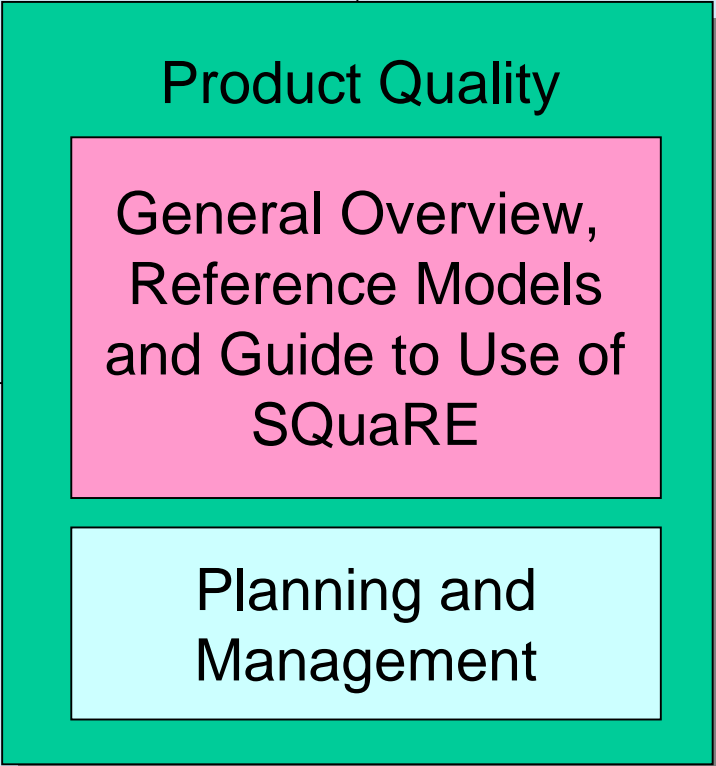 Product Quality
General Overview,
Reference Models
and Guide to Use of
SQuaRE
Planning and
Management